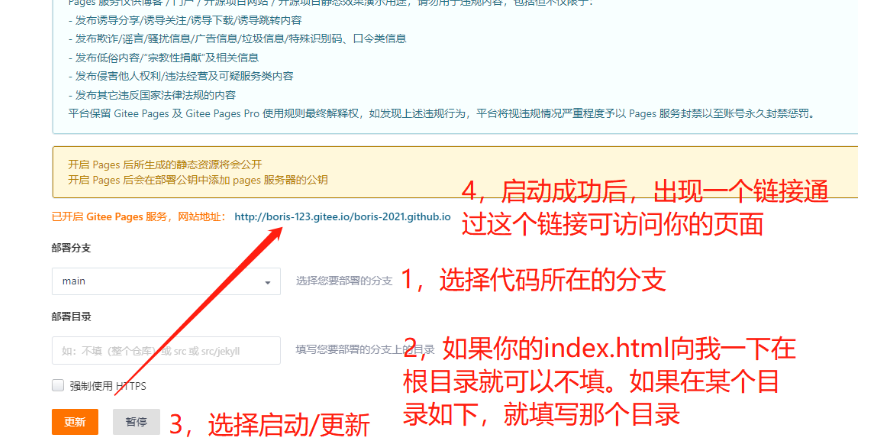 Pages 服务仅供博客 / 门户 / 开源项目网站 / 开源项目静态效果演示用途，请勿用于违规内容，包括但不仅限于：
- 发布诱导分享/诱导关注/诱导下载/诱导跳转内容
- 发布欺诈/谣言/骚扰信息/广告信息/垃圾信息/特殊识别码、口令类信息
- 发布低俗内容/“宗教性捐献”及相关信息
- 发布侵害他人权利/违法经营及可疑服务类内容
- 发布其它违反国家法律法规的内容
平台保留 Gitee Pages 及 Gitee Pages Pro 使用规则最终解释权，如发现上述违规行为，平台将视违规情况严重程度予以 Pages 服务封禁以至账号永久封禁惩罚。
开启 Pages 后所生成的静态资源将会公开
开启 Pages 后会在部署公钥中添加 pages 服务器的公钥
4，启动成功后，出现一个链接通
过这个链接可访问你的页面
已开启 Gitee Pages 服务，网站地址： http://boris-123.gitee.io/boris-2021.github.io
部署分支
main
选择您要部署的分支
1，选择代码所在的分支
部署目录
如：不填（整个仓库）或 src 或 src/jekyll
填写您要部署的分支上的目录
2，如果你的index.html向我一下在
根目录就可以不填。如果在某个目
录如下，就填写那个目录
强制使用 HTTPS
更新
暂停
3，选择启动/更新